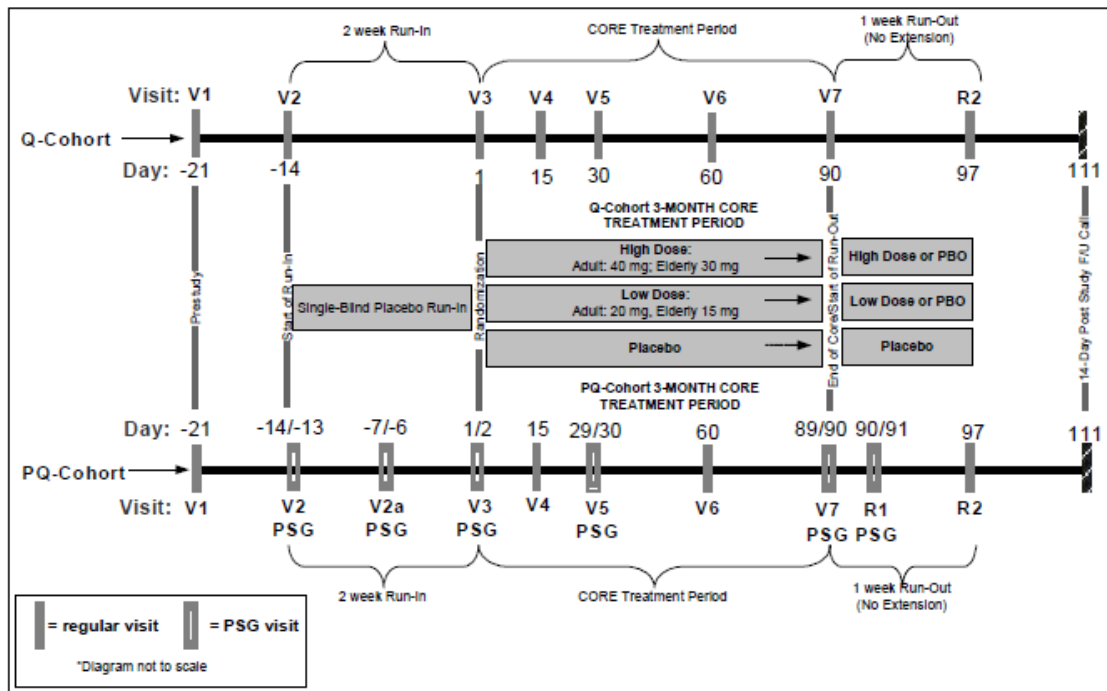 2 week Run-In
CORE Treatment Period
1 week Run-Out
(No Extension)
Visit: V1 V2 V3 V4 V5 V6 V7 R2
Q-Cohort
Day: -21 -14 1 15 30 60 90 97 111
Prestudy
Start of Run-In
Randomization
End of Core/Start of Run-Out
14-Day Post Study F/U Call
Q-Cohort 3-MONTH CORE
TREATMENT PERIOD
High Dose:
Adult: 40 mg; Elderly 30 mg
High Dose or PBO
Single-Blind Placebo Run-In
Low Dose:
Adult: 20 mg, Elderly 15 mg
Low Dose or PBO
Placebo
Placebo
PQ-Cohort 3-MONTH CORE
TREATMENT PERIOD
Day: -21 -14/-13 -7/-6 1/2 15 29/30 60 89/90 90/91 97 111
PQ-Cohort
Visit: V1 V2 V2a V3 V4 V5 V6 V7 R1 R2
PSG PSG PSG PSG PSG PSG
2 week Run-In
CORE Treatment Period
1 week Run-Out
(No Extension)
= regular visit = PSG visit
*Diagram not to scale